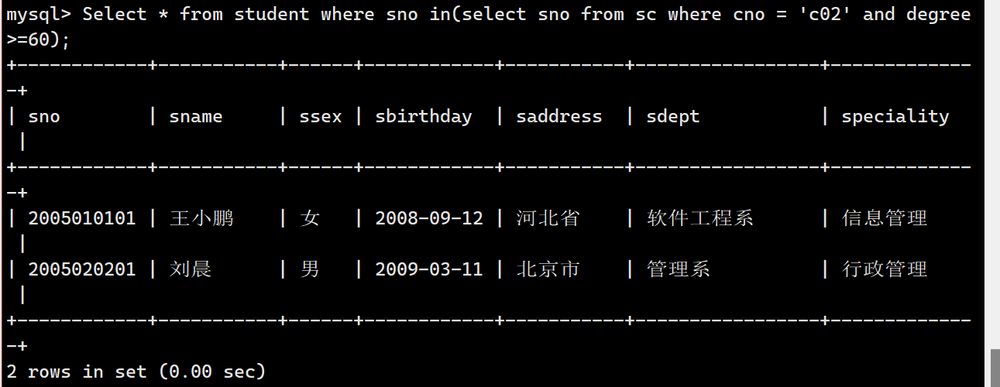 mysql> Select * from student where sno in(select sno from sc where cno = 'c02' and degree
>=60);
+------------+-----------+------+------------+-----------+-----------------+-------------
-+
| sno        | sname     | ssex | sbirthday  | saddress  | sdept           | speciality
 |
+------------+-----------+------+------------+-----------+-----------------+-------------
-+
| 2005010101 | 王小鹏    | 女   | 2008-09-12 | 河北省    | 软件工程系      | 信息管理
 |
| 2005020201 | 刘晨      | 男   | 2009-03-11 | 北京市    | 管理系          | 行政管理
 |
+------------+-----------+------+------------+-----------+-----------------+-------------
-+
2 rows in set (0.00 sec)